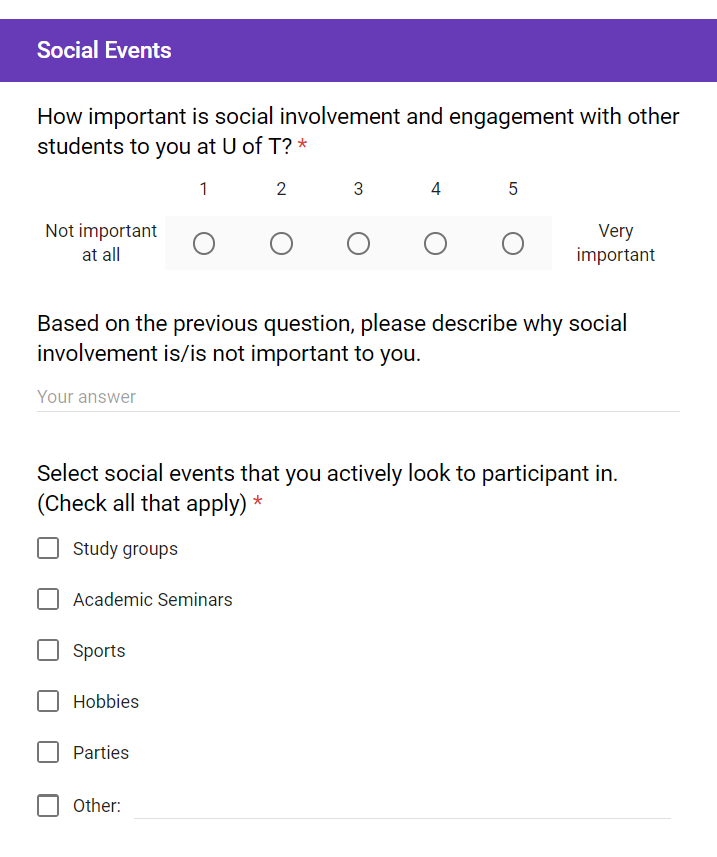 Social Events
How important is social involvement and engagement with other
students to you at U of T? *
1 2 3 4 5
Not important
at all
Very
important
Based on the previous question, please describe why social
involvement is/is not important to you.
Your answer
Select social events that you actively look to participant in.
(Check all that apply) *
Study groups
Academic Seminars
Sports
Hobbies
Parties
Other: